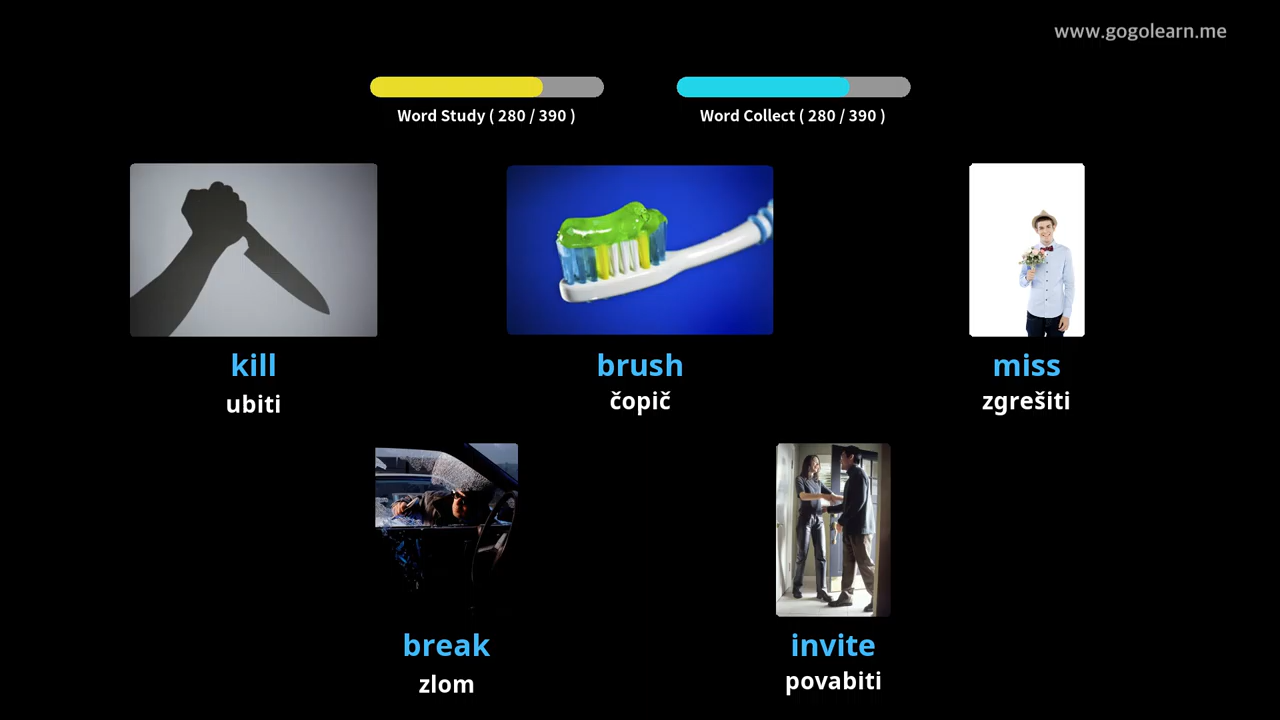 www.gogolearn.me
Word Study ( 280 / 390 )
Word Collect ( 280 / 390 )
kill
ubiti
brush
čopič
miss
zgrešiti
break
zlom
invite
povabiti